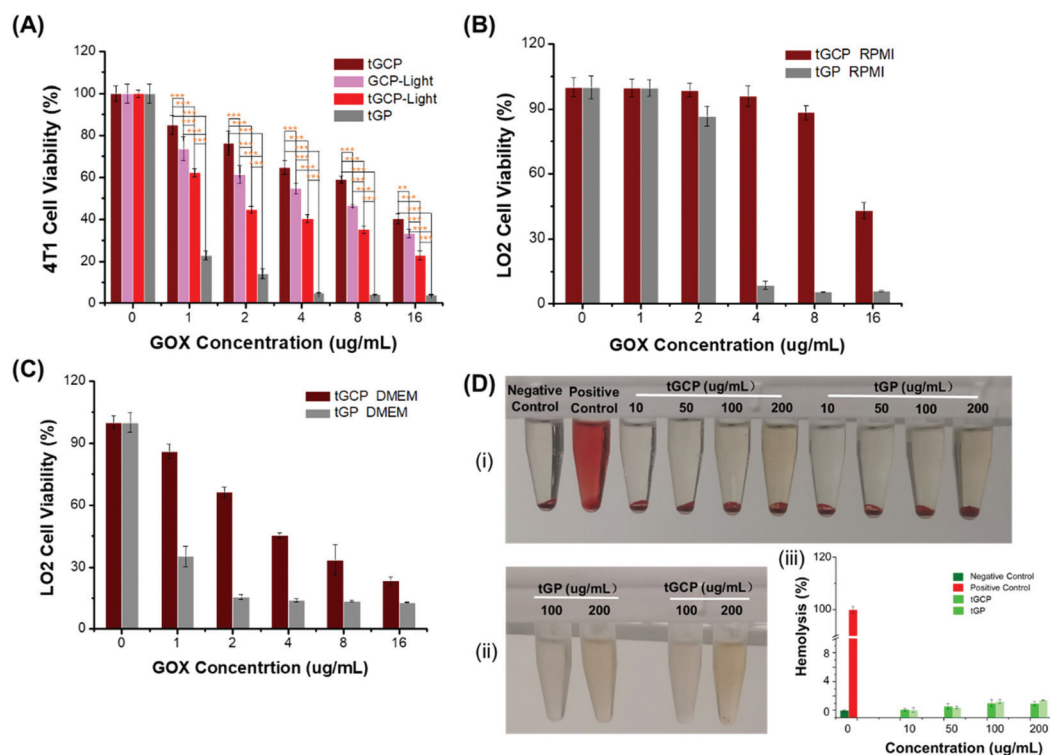 (A)
4T1 Cell Viability (%)
120
100
80
60
40
20
0
tGCP
GCP-Light
tGCP-Light
tGP
*** *** *** *** ***
*** *** *** *** ***
*** *** *** *** ***
*** *** *** *** ***
** *** *** *** ***
0 1 2 4 8 16
GOX Concentration (ug/mL)
(B)
LO2 Cell Viability (%)
120
90
60
30
0
tGCP RPMI
tGP RPMI
0 1 2 4 8 16
GOX Concentration (ug/mL)
(C)
LO2 Cell Viability (%)
120
90
60
30
0
tGCP DMEM
tGP DMEM
0 1 2 4 8 16
GOX Concentrtion (ug/mL)
(D)
(i)
Negative Positive tGCP (ug/mL) tGP (ug/mL)
Control Control 10 50 100 200 10 50 100 200
(ii)
tGP (ug/mL) tGCP (ug/mL)
100 200 100 200
(iii)
Hemolysis (%)
120
100
8
4
2
0
Negative Control
Positive Control
tGCP
tGP
0 10 50 100 200
Concentration (ug/mL)